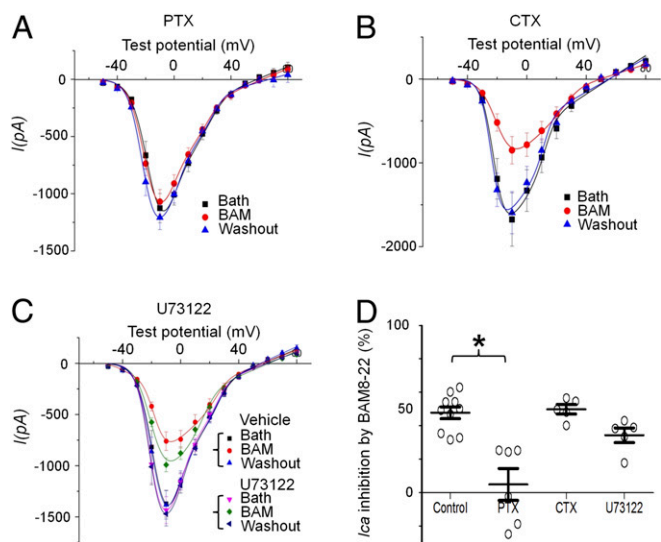 A
PTX
Test potential (mV)
-40 0 40 80
0
-500
-1000
-1500
I(pA)
Bath
BAM
Washout
B
CTX
Test potential (mV)
-40 0 40 80
0
-1000
-2000
I(pA)
Bath
BAM
Washout
C
U73122
Test potential (mV)
-40 0 40 80
0
-500
-1000
-1500
I(pA)
Vehicle
Bath
BAM
Washout
U73122
Bath
BAM
Washout
D
Ica inhibition by BAM8-22 (%)
100
50
0
*
Control PTX CTX U73122